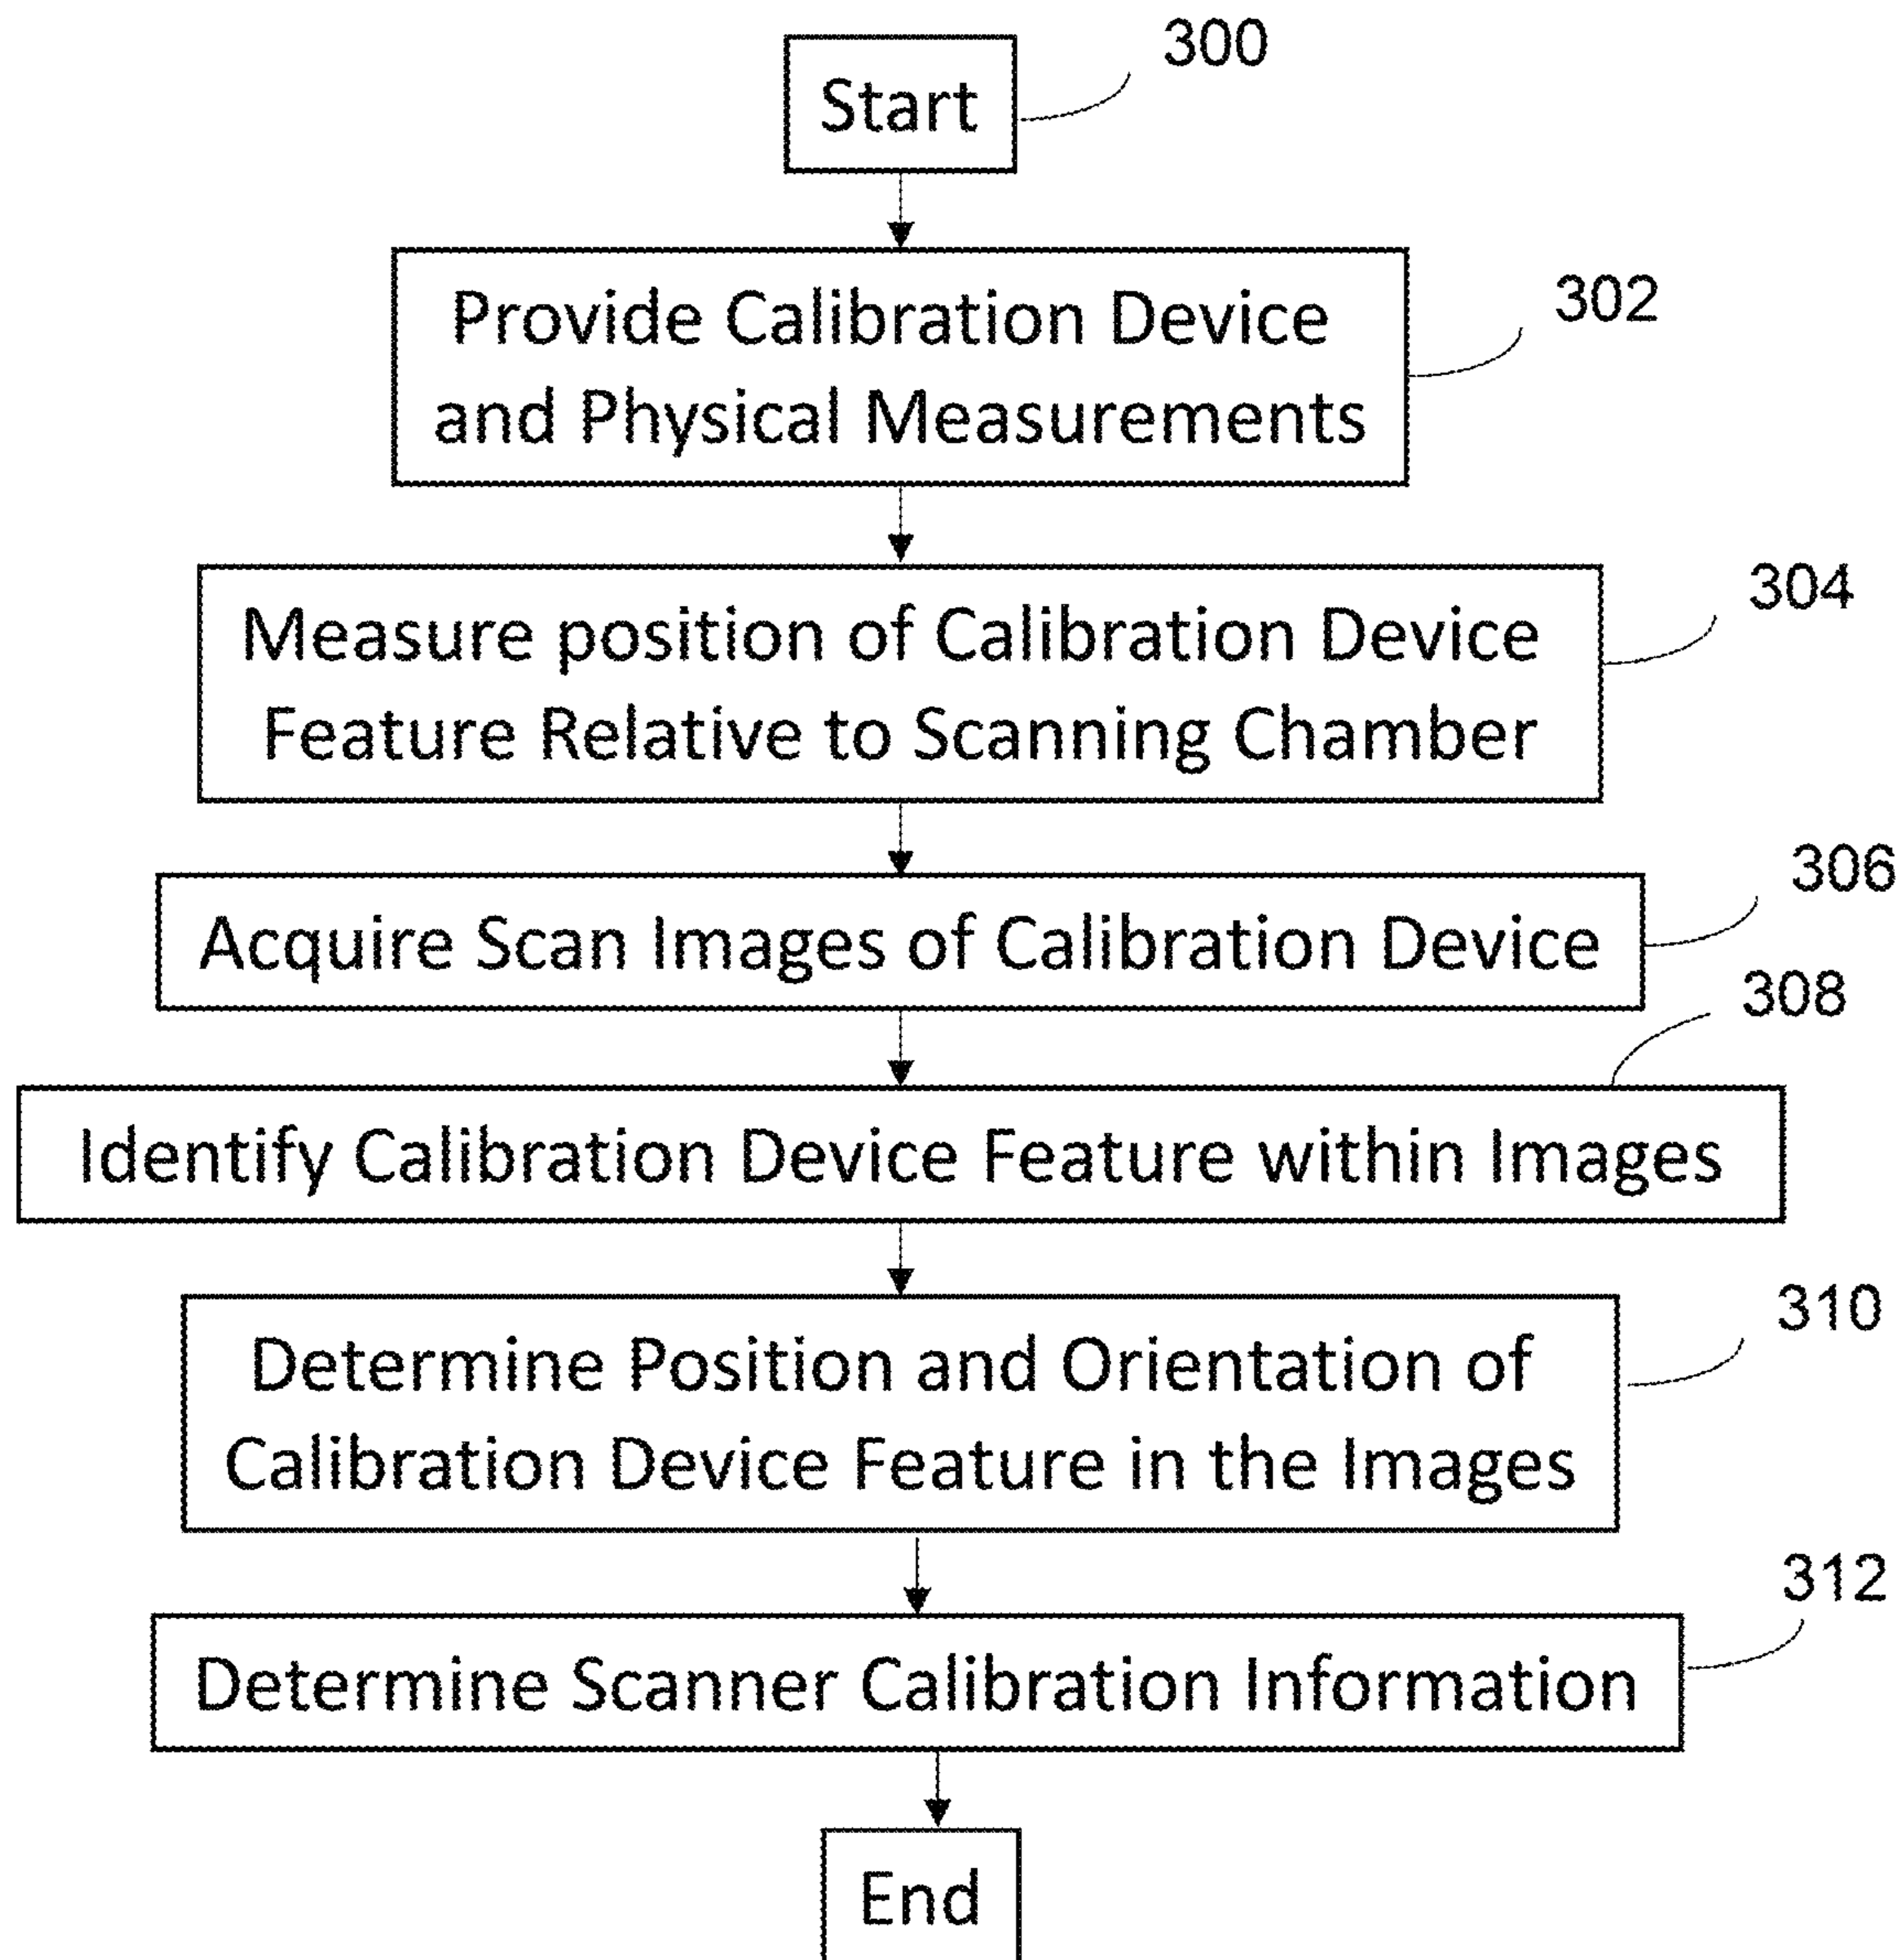 Start
300
Provide Calibration Device
and Physical Measurements
302
Measure position of Calibration Device
Feature Relative to Scanning Chamber
304
Acquire Scan Images of Calibration Device
306
Identify Calibration Device Feature within Images
308
Determine Position and Orientation of
Calibration Device Feature in the Images
310
Determine Scanner Calibration Information
312
End